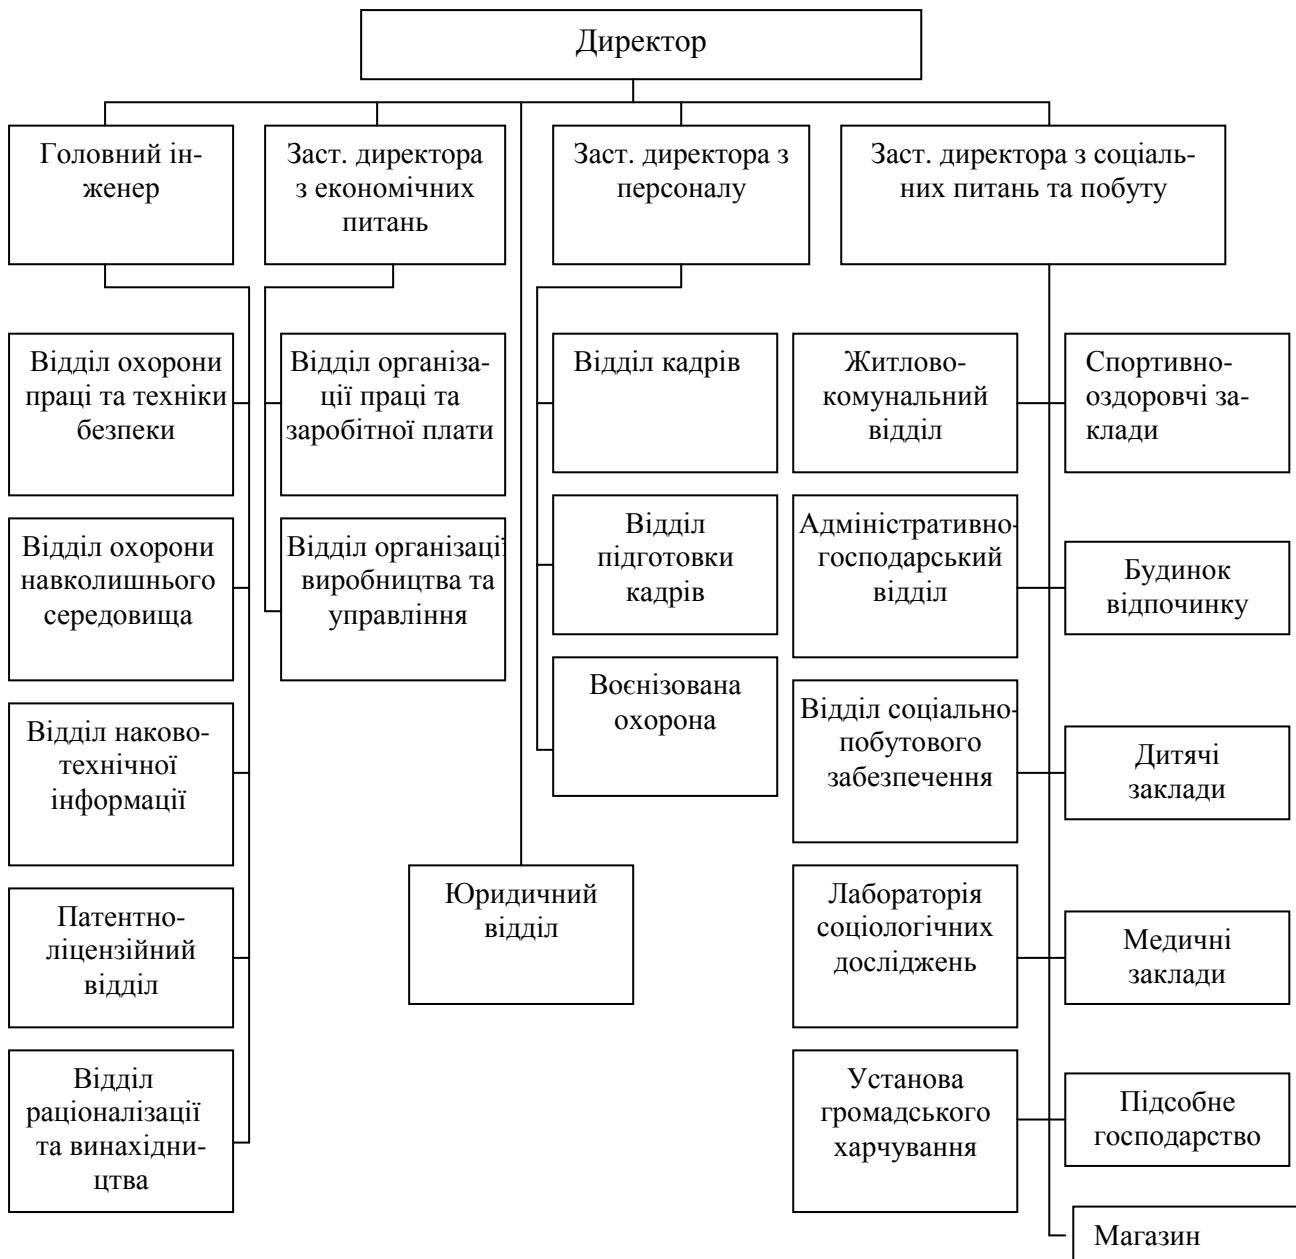 Директор
Головний ін-
женер
Заст. директора
з економічних
питань
Заст. директора з
персоналу
Заст. директора з соціаль-
них питань та побуту
Відділ охорони
праці та техніки
безпеки
Відділ організа-
ції праці та
заробітної плати
Відділ кадрів
Житлово-
комунальний
відділ
Спортивно-
оздоровчі за-
клади
Відділ охорони
навколишнього
середовища
Відділ організації
виробництва та
управління
Відділ
підготовки
кадрів
Адміністративно-
господарський
відділ
Будинок
відпочинку
Воєнізована
охорона
Відділ наково-
технічної
інформації
Відділ соціально-
побутового
забезпечення
Дитячі
заклади
Юридичний
відділ
Патентно-
ліцензійний
відділ
Лабораторія
соціологічних
досліджень
Медичні
заклади
Відділ
раціоналізації
та винахідни-
цтва
Установа
громадського
харчування
Підсобне
господарство
Магазин